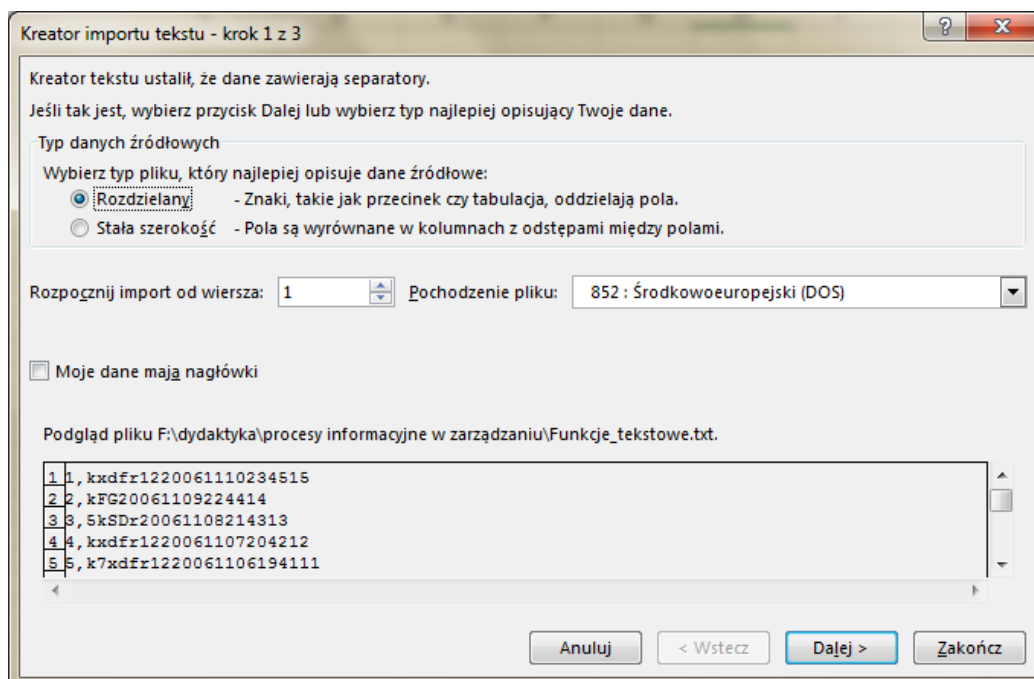 Kreator importu tekstu - krok 1 z 3
Kreator tekstu ustalił, że dane zawierają separatory.
Jeśli tak jest, wybierz przycisk Dalej lub wybierz typ najlepiej opisujący Twoje dane.
Typ danych źródłowych
Wybierz typ pliku, który najlepiej opisuje dane źródłowe:
Rozdzielany - Znaki, takie jak przecinek czy tabulacja, oddzielają pola.
Stała szerokość - Pola są wyrównane w kolumnach z odstępami między polami.
Rozpocznij import od wiersza: 1 Pochodzenie pliku: 852 : Środkowoeuropejski (DOS)
Moje dane mają nagłówki
Podgląd pliku F:\dydaktyka\procesy informacyjne w zarządzaniu\Funkcje_tekstowe.txt.
1 1,kxdfr1220061110234515
2 2,kFG20061109224414
3 3,5kSDr20061108214313
4 4,kxdfr1220061107204212
5 5,k7xdfr1220061106194111
Anuluj < Wstecz Dalej > Zakończ